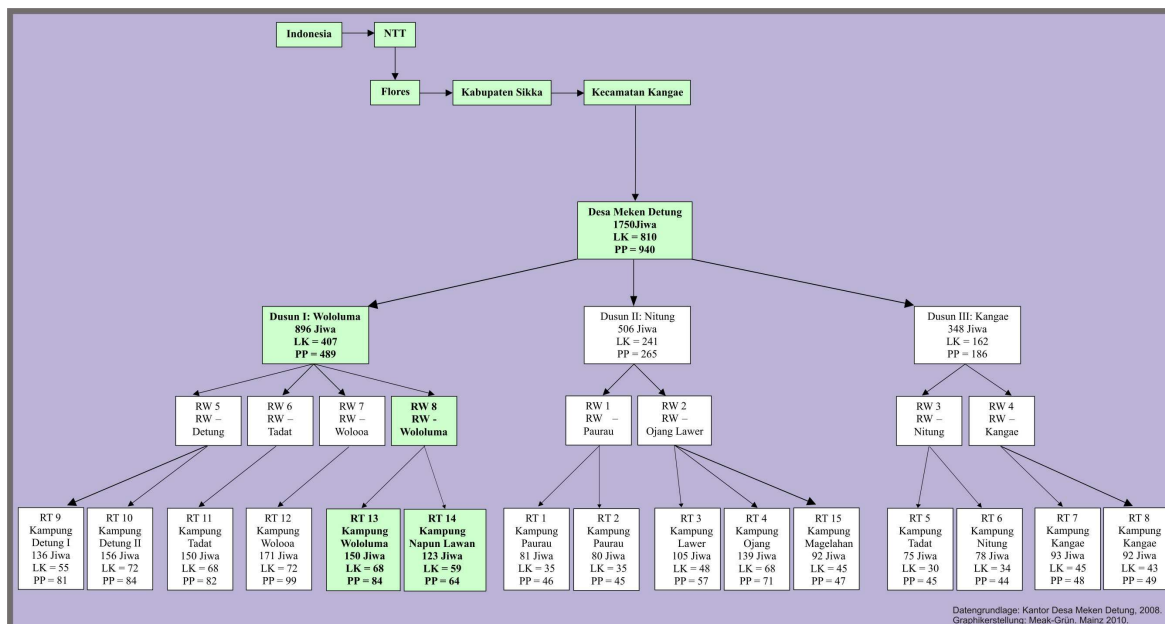 Indonesia
NTT
Flores
Kabupaten Sikka
Kecamatan Kangae
Desa Meken Detung
1750Jiwa
LK = 810
PP = 940
Dusun I: Wololuma
896 Jiwa
LK = 407
PP = 489
Dusun II: Nitung
506 Jiwa
LK = 241
PP = 265
Dusun III: Kangae
348 Jiwa
LK = 162
PP = 186
RW 5
RW –
Detung
RW 6
RW –
Tadat
RW 7
RW –
Wolooa
RW 8
RW -
Wololuma
RW 1
RW –
Paurau
RW 2
RW –
Ojang Lawer
RW 3
RW –
Nitung
RW 4
RW –
Kangae
RT 9
Kampung
Detung I
136 Jiwa
LK = 55
PP = 81
RT 10
Kampung
Detung II
156 Jiwa
LK = 72
PP = 84
RT 11
Kampung
Tadat
150 Jiwa
LK = 68
PP = 82
RT 12
Kampung
Wolooa
171 Jiwa
LK = 72
PP = 99
RT 13
Kampung
Wololuma
150 Jiwa
LK = 68
PP = 84
RT 14
Kampung
Napun Lawan
123 Jiwa
LK = 59
PP = 64
RT 1
Kampung
Paurau
81 Jiwa
LK = 35
PP = 46
RT 2
Kampung
Paurau
80 Jiwa
LK = 35
PP = 45
RT 3
Kampung
Lawer
105 Jiwa
LK = 48
PP = 57
RT 4
Kampung
Ojang
139 Jiwa
LK = 68
PP = 71
RT 15
Kampung
Magelahan
92 Jiwa
LK = 45
PP = 47
RT 5
Kampung
Tadat
75 Jiwa
LK = 30
PP = 45
RT 6
Kampung
Nitung
78 Jiwa
LK = 34
PP = 44
RT 7
Kampung
Kangae
93 Jiwa
LK = 45
PP = 48
RT 8
Kampung
Kangae
92 Jiwa
LK = 43
PP = 49
Datengrundlage: Kantor Desa Meken Detung, 2008.
Graphikerstellung: Meak-Grün. Mainz 2010.